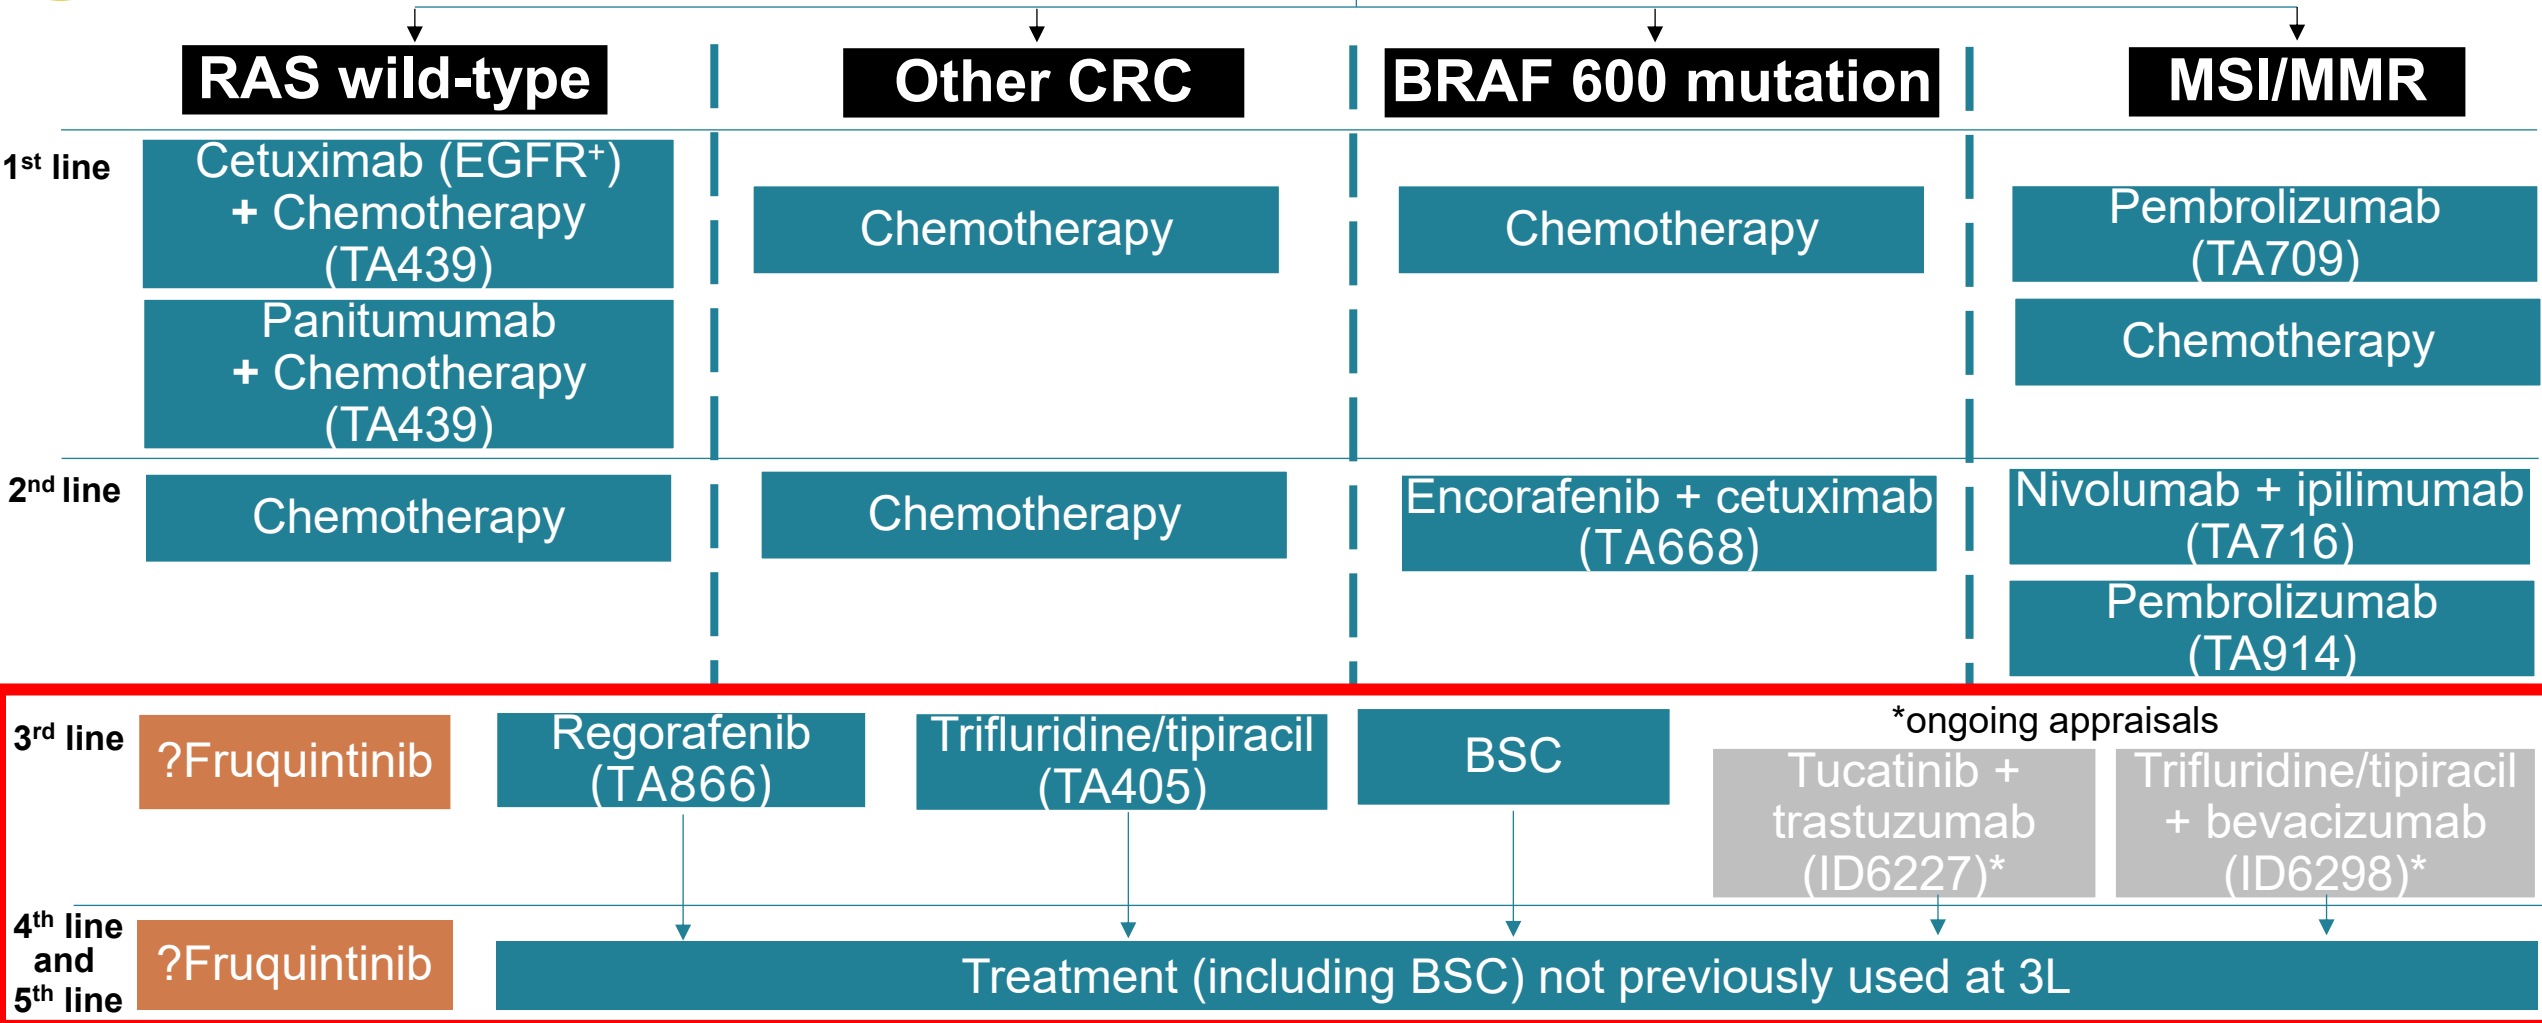 RAS wild-type
Other CRC
BRAF 600 mutation
MSI/MMR
1st line
Cetuximab (EGFR+)
+ Chemotherapy
(TA439)
Chemotherapy
Chemotherapy
Pembrolizumab
(TA709)
Panitumumab
+ Chemotherapy
(TA439)
Chemotherapy
2nd line
Chemotherapy
Chemotherapy
Encorafenib + cetuximab
(TA668)
Nivolumab + ipilimumab
(TA716)
Pembrolizumab
(TA914)
3rd line
?Fruquintinib
Regorafenib
(TA866)
Trifluridine/tipiracil
(TA405)
BSC
*ongoing appraisals
Tucatinib +
trastuzumab
(ID6227)*
Trifluridine/tipiracil
+ bevacizumab
(ID6298)*
4th line
and
5th line
?Fruquintinib
Treatment (including BSC) not previously used at 3L